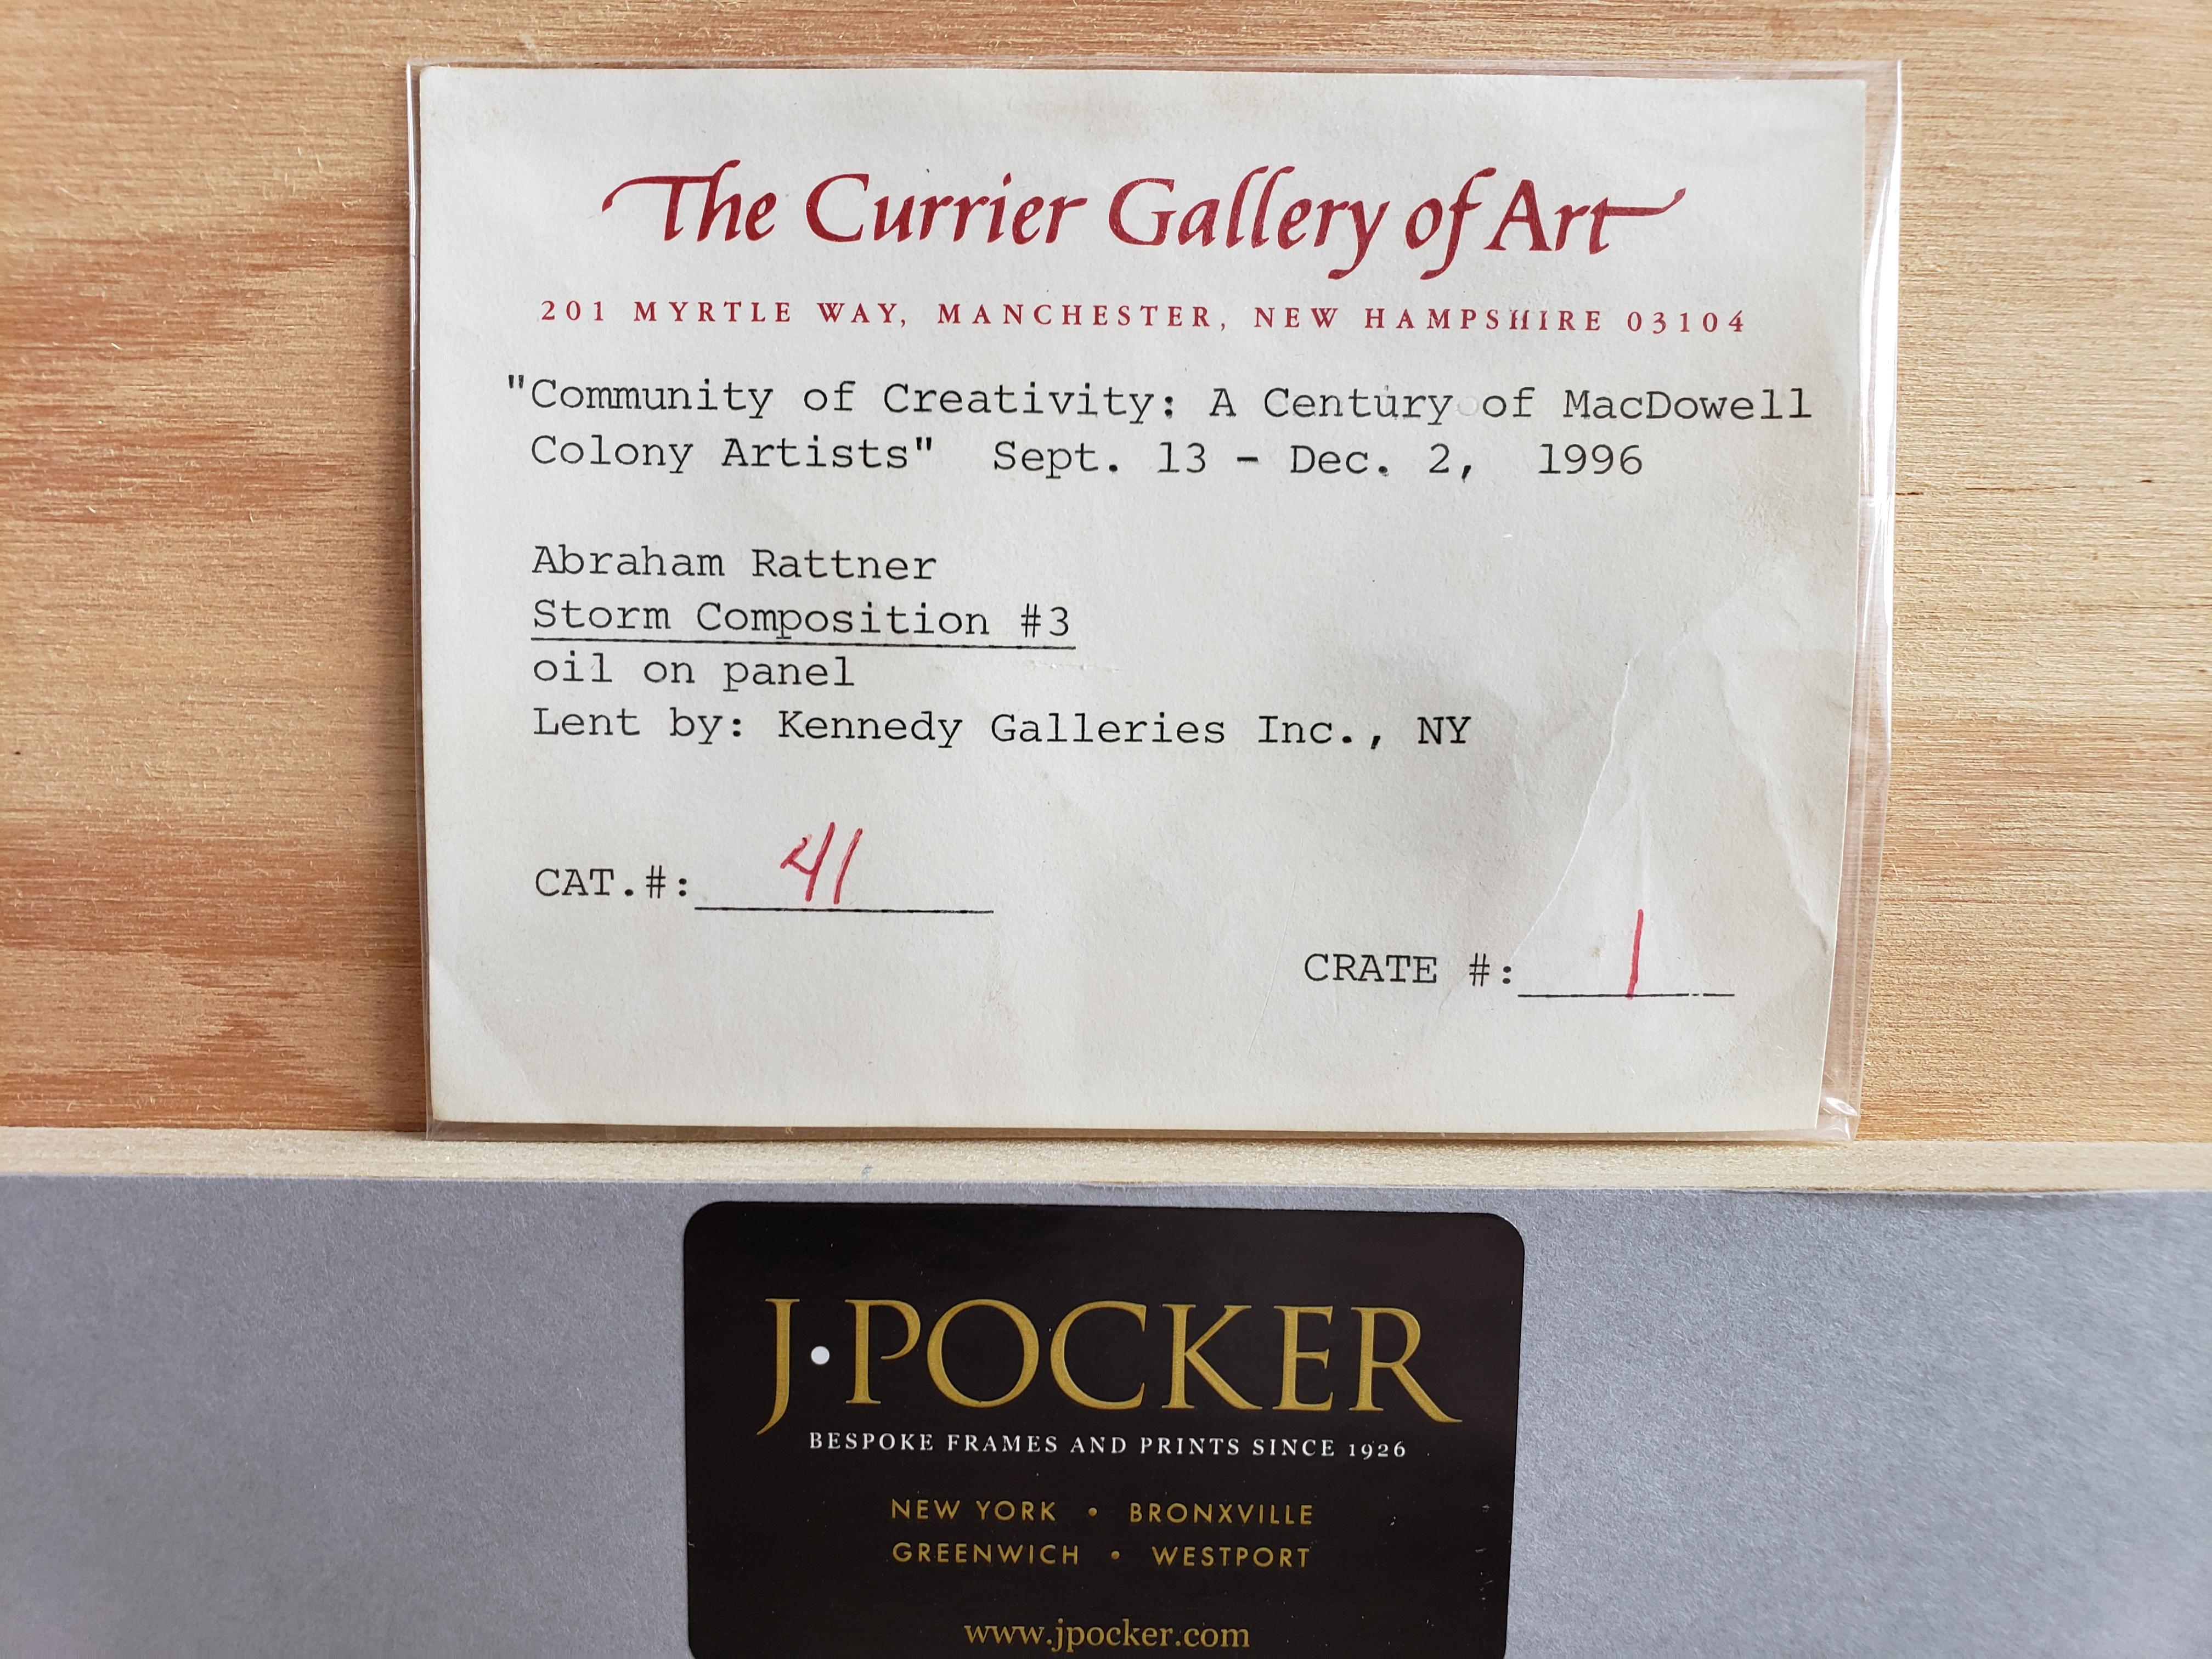 The Currier Gallery of Art
201 MYRTLE WAY, MANCHESTER, NEW HAMPSHIRE 03104
"Community of Creativity: A Century of MacDowell
Colony Artists" Sept. 13 - Dec. 2, 1996
Abraham Rattner
Storm Composition #3
oil on panel
Lent by: Kennedy Galleries Inc., NY
CAT.#: 41
CRATE #: 1
J·POCKER
BESPOKE FRAMES AND PRINTS SINCE 1926
NEW YORK • BRONXVILLE
GREENWICH • WESTPORT
www.jpocker.com